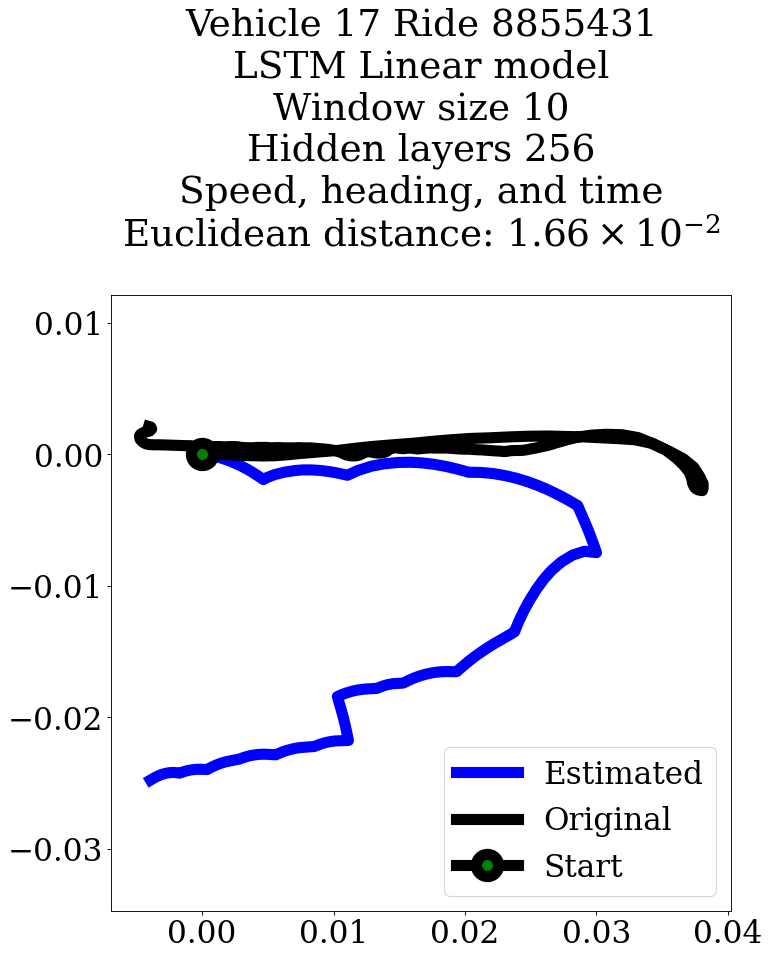 Vehicle 17 Ride 8855431
LSTM Linear model
Window size 10
Hidden layers 256
Speed, heading, and time
Euclidean distance: 1.66 × 10⁻²
0.01
0.00
−0.01
−0.02
−0.03
Estimated
Original
Start
0.00 0.01 0.02 0.03 0.04